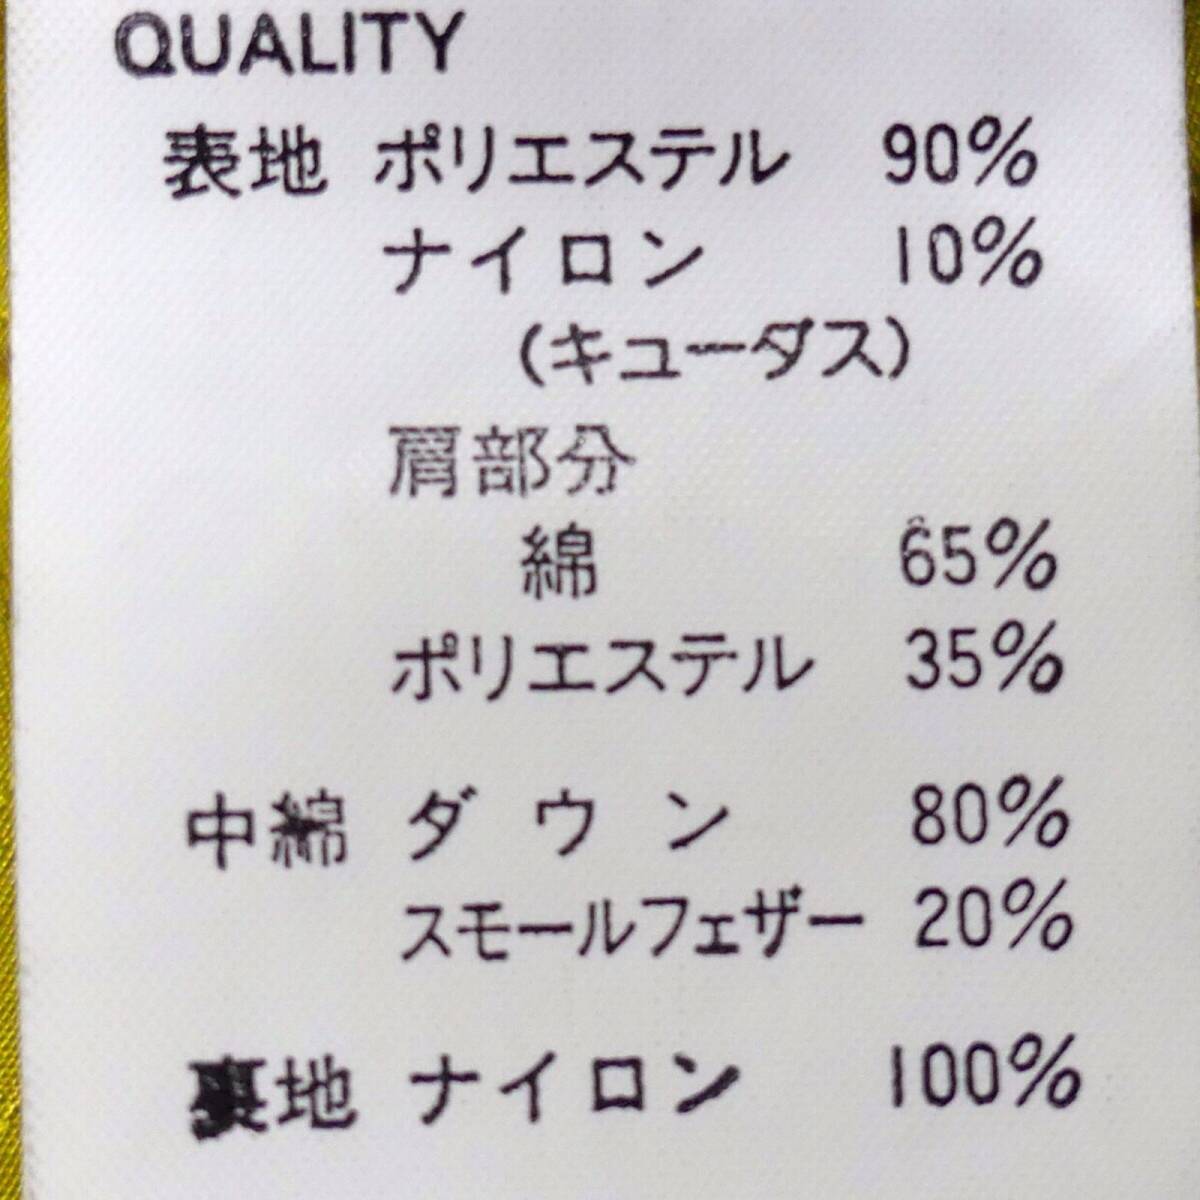 QUALITY
表地 ポリエステル 90%
ナイロン 10%
(キューダス)
肩部分
綿 65%
ポリエステル 35%
中綿 ダウン 80%
スモールフェザー 20%
裏地 ナイロン 100%